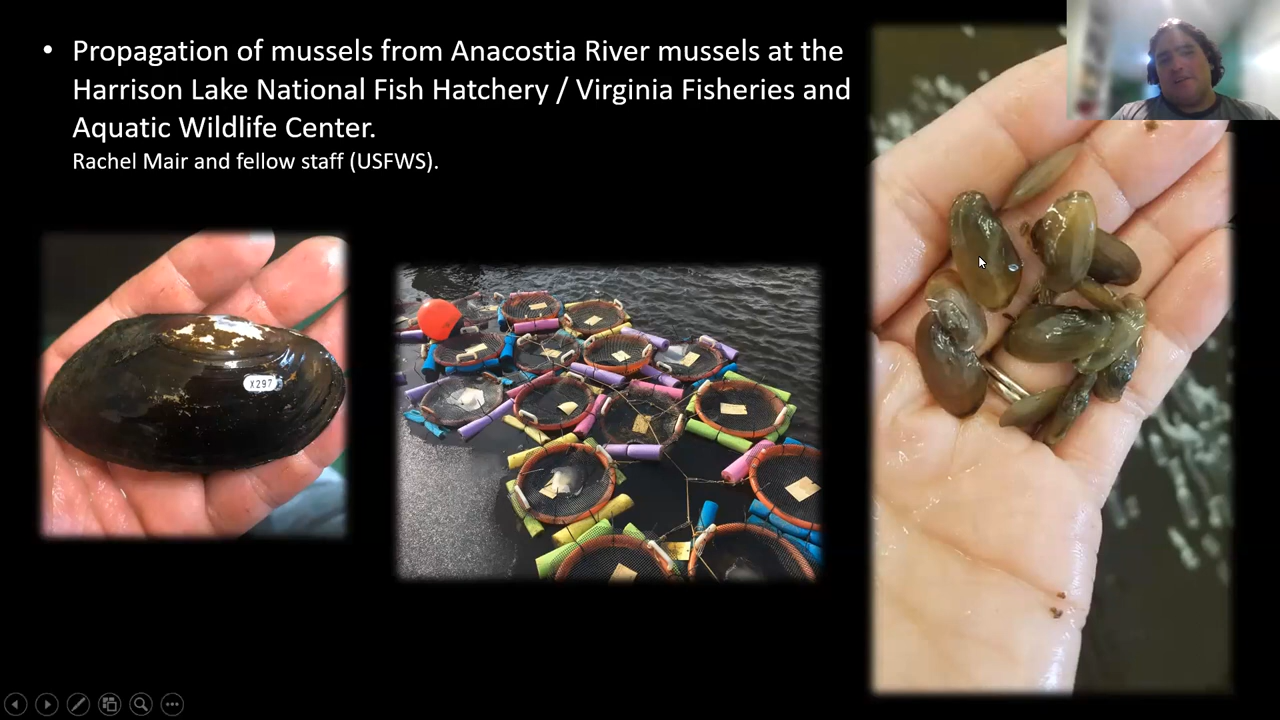 • Propagation of mussels from Anacostia River mussels at the
Harrison Lake National Fish Hatchery / Virginia Fisheries and
Aquatic Wildlife Center.
Rachel Mair and fellow staff (USFWS).
X297